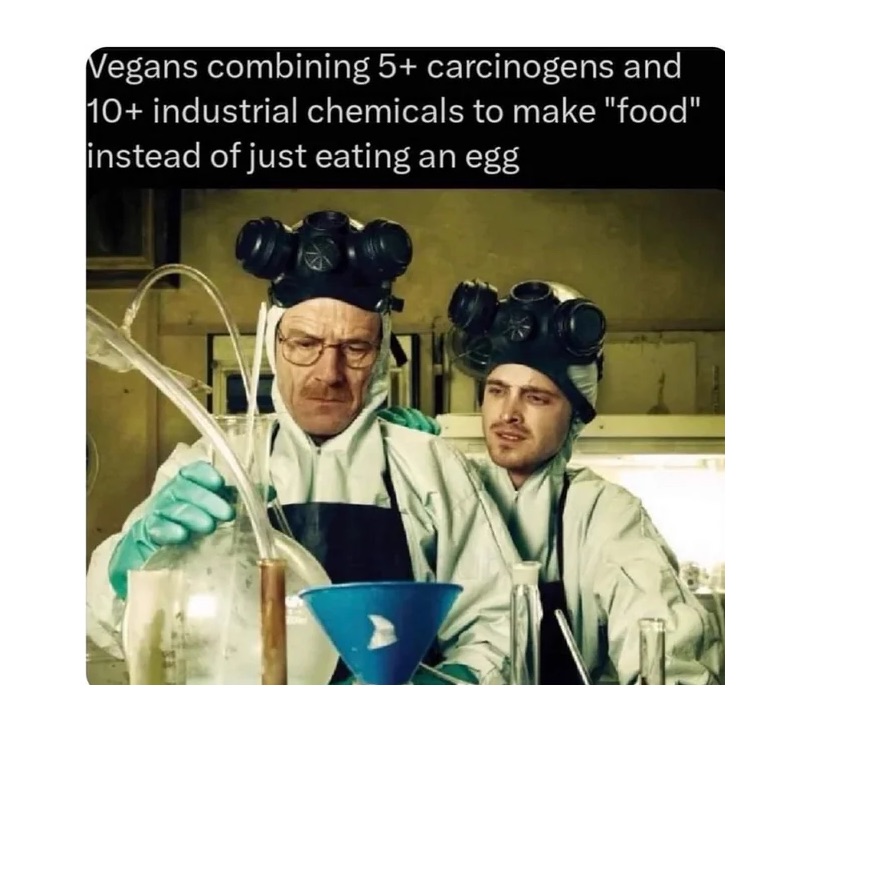 Vegans combining 5+ carcinogens and
10+ industrial chemicals to make "food"
instead of just eating an egg